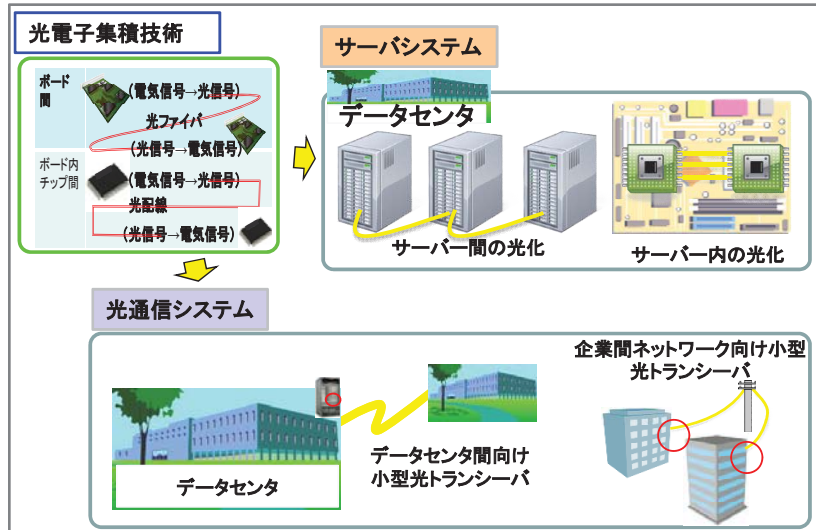 光電子集積技術
ボード
間
(電気信号→光信号)
光ファイバ
(光信号→電気信号)
ボード内
チップ間
(電気信号→光信号)
光配線
(光信号→電気信号)
サーバシステム
データセンタ
サーバー間の光化
サーバー内の光化
光通信システム
データセンタ
データセンタ間向け
小型光トランシーバ
企業間ネットワーク向け小型
光トランシーバ